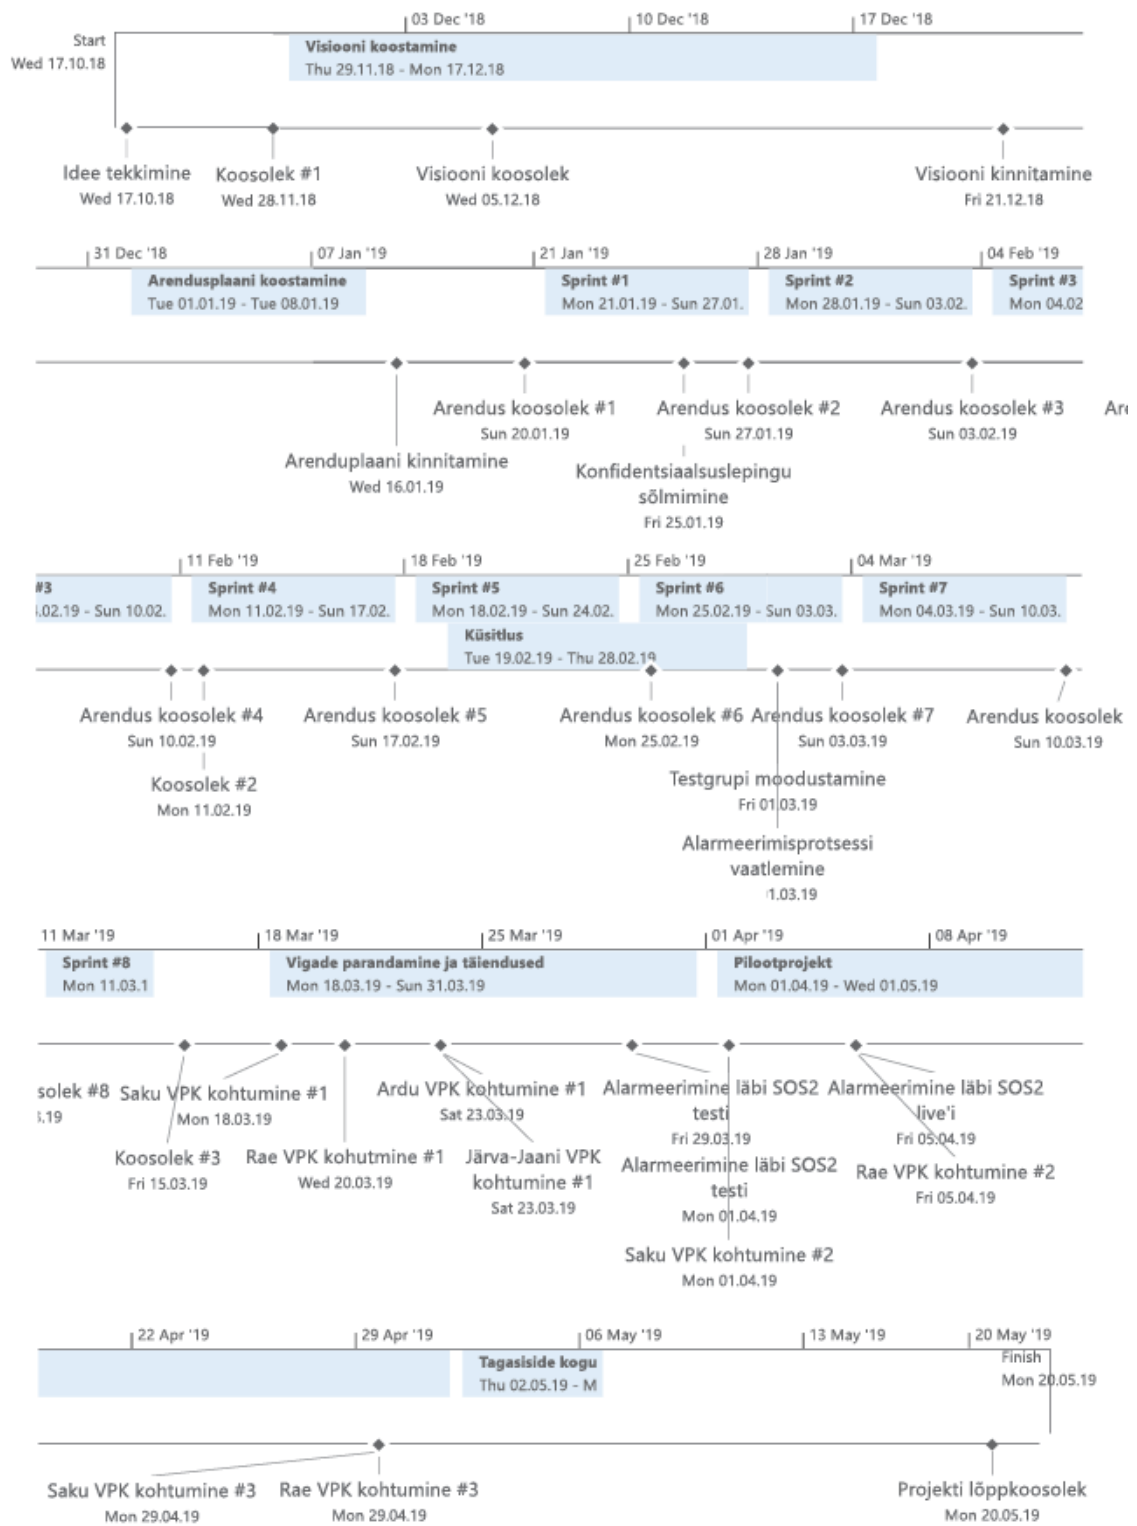 03 Dec '18
10 Dec '18
17 Dec '18
Start
Wed 17.10.18
Visiooni koostamine
Thu 29.11.18 - Mon 17.12.18
Idee tekkimine
Wed 17.10.18
Koosolek #1
Wed 28.11.18
Visiooni koosolek
Wed 05.12.18
Visiooni kinnitamine
Fri 21.12.18
31 Dec '18
07 Jan '19
21 Jan '19
28 Jan '19
04 Feb '19
Arendusplaani koostamine
Tue 01.01.19 - Tue 08.01.19
Sprint #1
Mon 21.01.19 - Sun 27.01.
Sprint #2
Mon 28.01.19 - Sun 03.02.
Sprint #3
Mon 04.02
Arendus koosolek #1
Sun 20.01.19
Arendus koosolek #2
Sun 27.01.19
Arendus koosolek #3
Sun 03.02.19
Are
Arenduplaani kinnitamine
Wed 16.01.19
Konfidentsiaalsuslepingu
sõlmimine
Fri 25.01.19
11 Feb '19
18 Feb '19
25 Feb '19
04 Mar '19
#3
.02.19 - Sun 10.02.
Sprint #4
Mon 11.02.19 - Sun 17.02.
Sprint #5
Mon 18.02.19 - Sun 24.02.
Sprint #6
Mon 25.02.19 - Sun 03.03.
Sprint #7
Mon 04.03.19 - Sun 10.03.
Küsitlus
Tue 19.02.19 - Thu 28.02.19
Arendus koosolek #4
Sun 10.02.19
Arendus koosolek #5
Sun 17.02.19
Arendus koosolek #6
Mon 25.02.19
Arendus koosolek #7
Sun 03.03.19
Arendus koosolek
Sun 10.03.19
Koosolek #2
Mon 11.02.19
Testgrupi moodustamine
Fri 01.03.19
Alarmeerimisprotsessi
vaatlemine
1.03.19
11 Mar '19
18 Mar '19
25 Mar '19
01 Apr '19
08 Apr '19
Sprint #8
Mon 11.03.1
Vigade parandamine ja täiendused
Mon 18.03.19 - Sun 31.03.19
Pilootprojekt
Mon 01.04.19 - Wed 01.05.19
solek #8
.19
Saku VPK kohtumine #1
Mon 18.03.19
Ardu VPK kohtumine #1
Sat 23.03.19
Alarmeerimine läbi SOS2
testi
Fri 29.03.19
Alarmeerimine läbi SOS2
live'i
Fri 05.04.19
Koosolek #3
Fri 15.03.19
Rae VPK kohutmine #1
Wed 20.03.19
Järva-Jaani VPK
kohtumine #1
Sat 23.03.19
Alarmeerimine läbi SOS2
testi
Mon 01.04.19
Rae VPK kohtumine #2
Fri 05.04.19
Saku VPK kohtumine #2
Mon 01.04.19
22 Apr '19
29 Apr '19
06 May '19
13 May '19
20 May '19
Tagasiside kogu
Thu 02.05.19 - M
Finish
Mon 20.05.19
Saku VPK kohtumine #3
Mon 29.04.19
Rae VPK kohtumine #3
Mon 29.04.19
Projekti lõppkoosolek
Mon 20.05.19